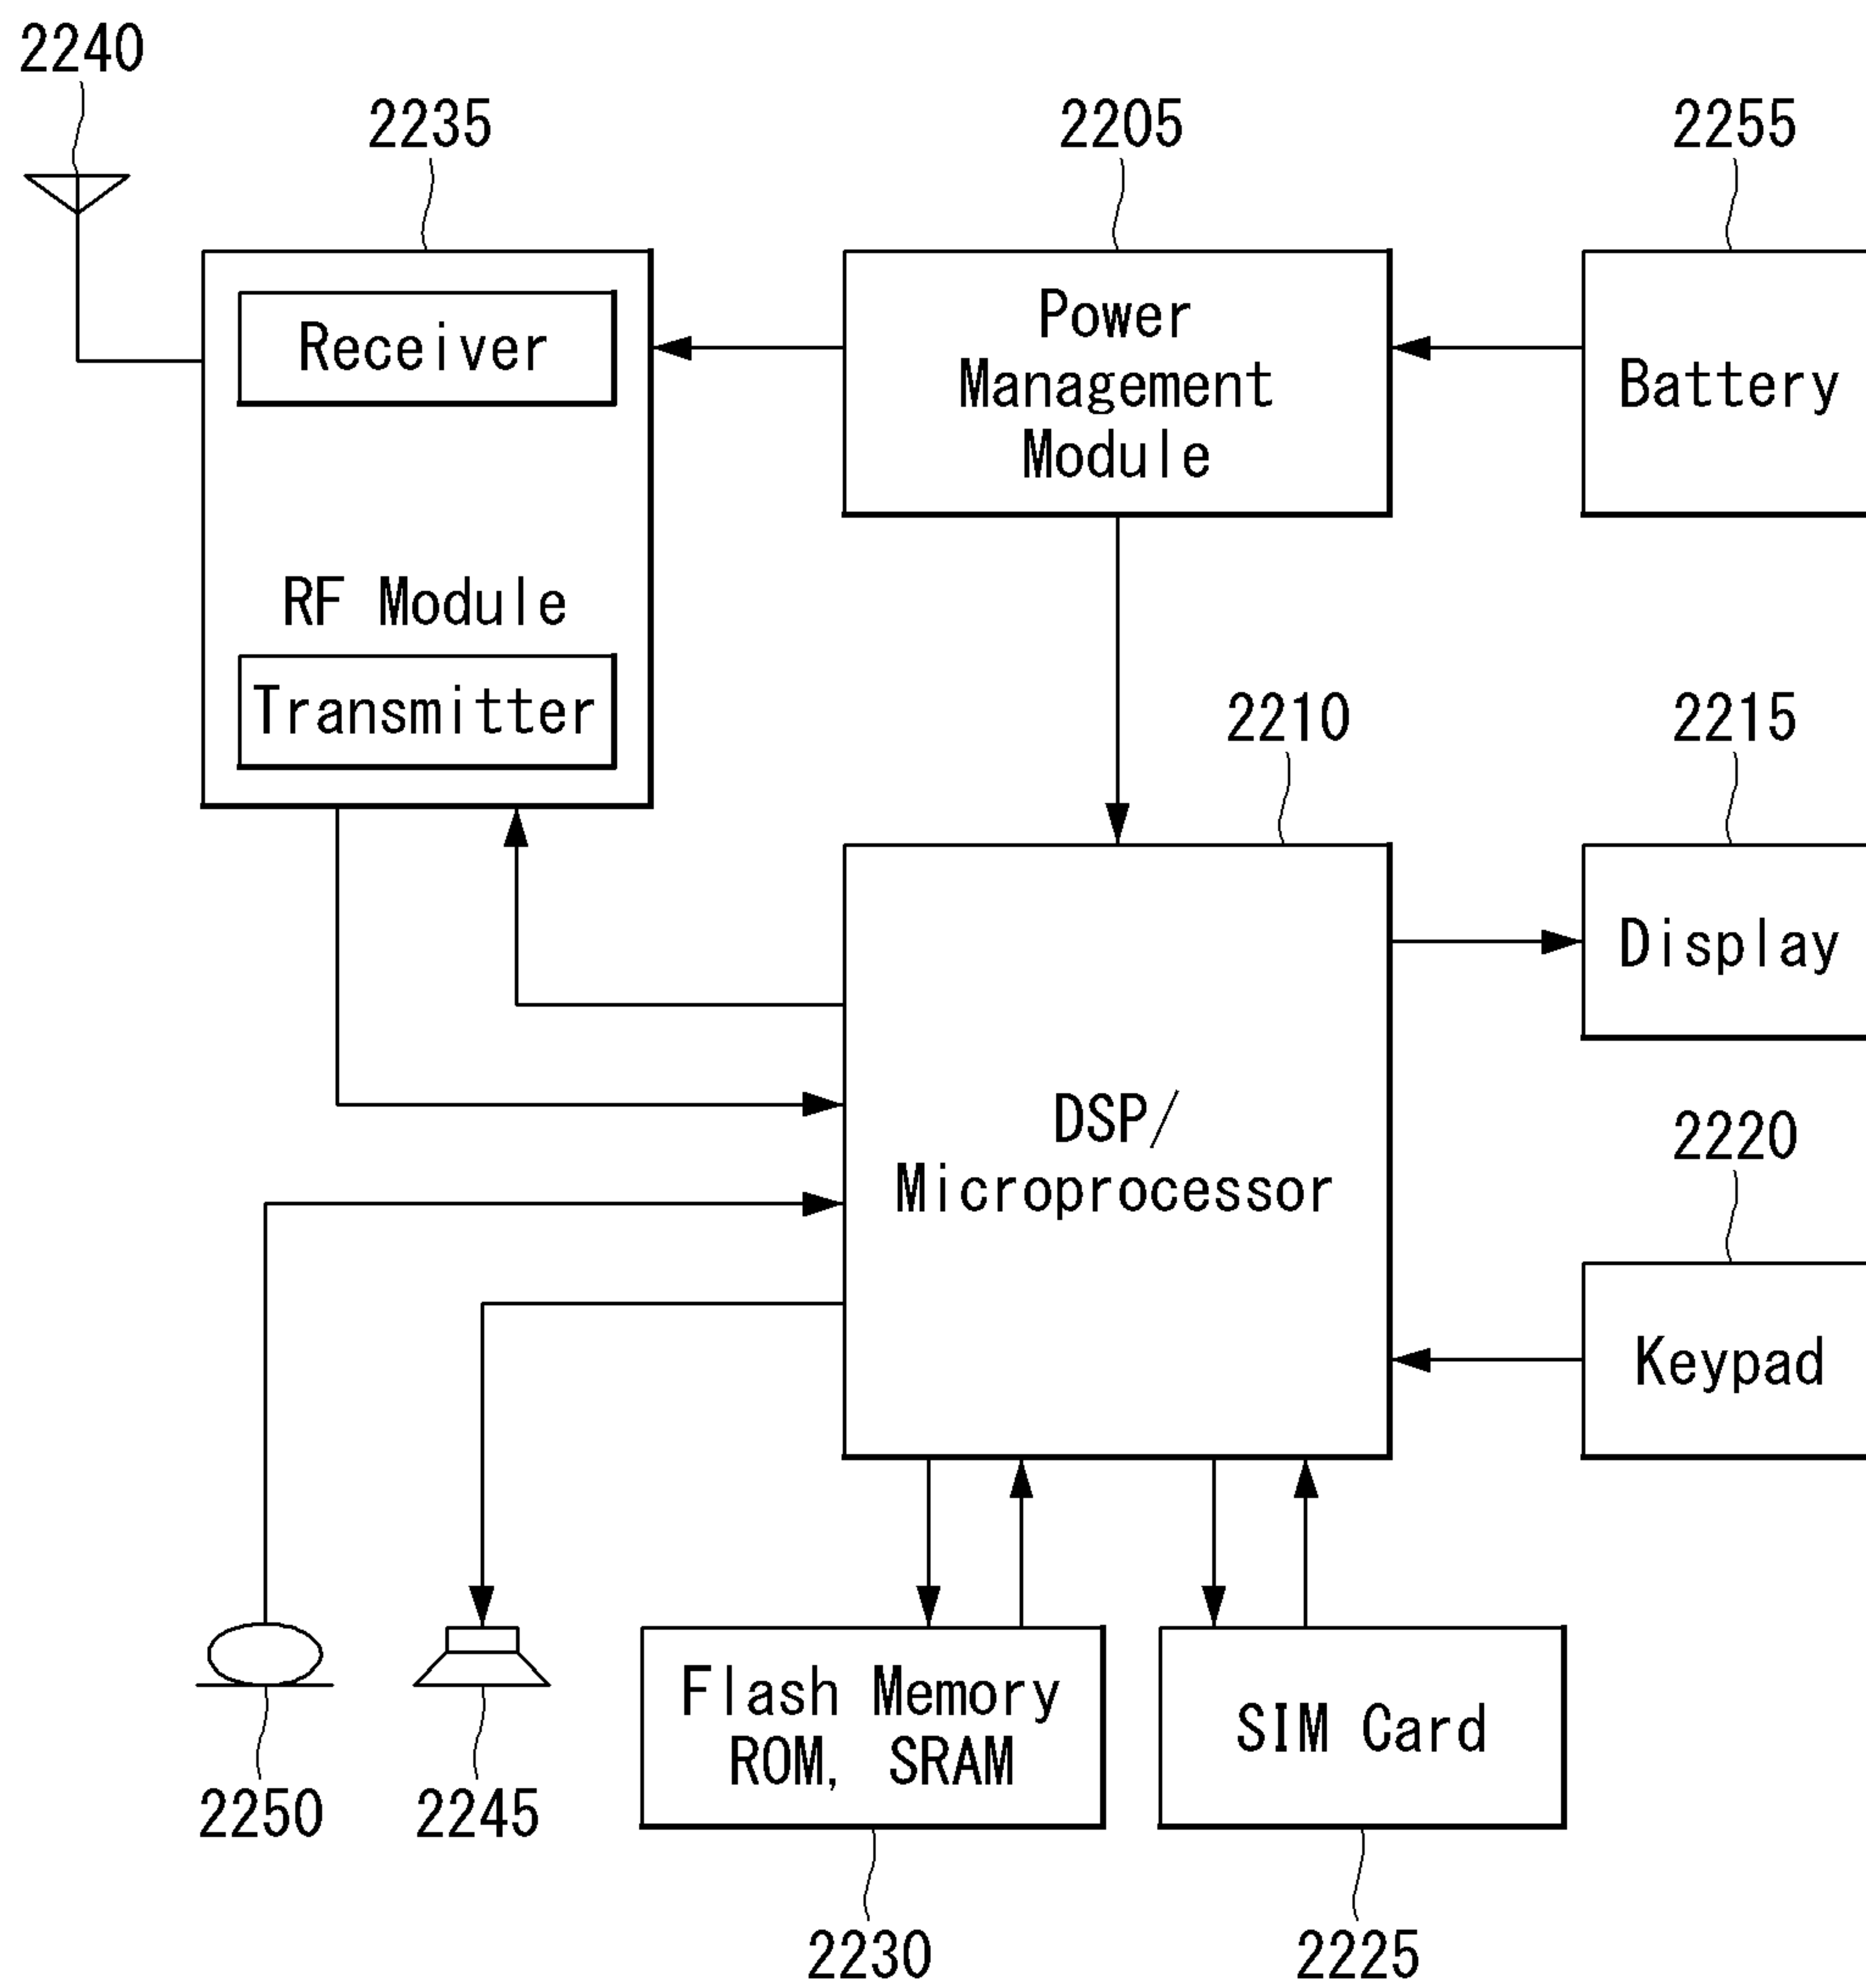 2240
2235
2205
2255
Receiver
RF Module
Transmitter
Power
Management
Module
Battery
2210
2215
DSP/
Microprocessor
Display
2220
Keypad
2250
2245
Flash Memory
ROM, SRAM
SIM Card
2230
2225